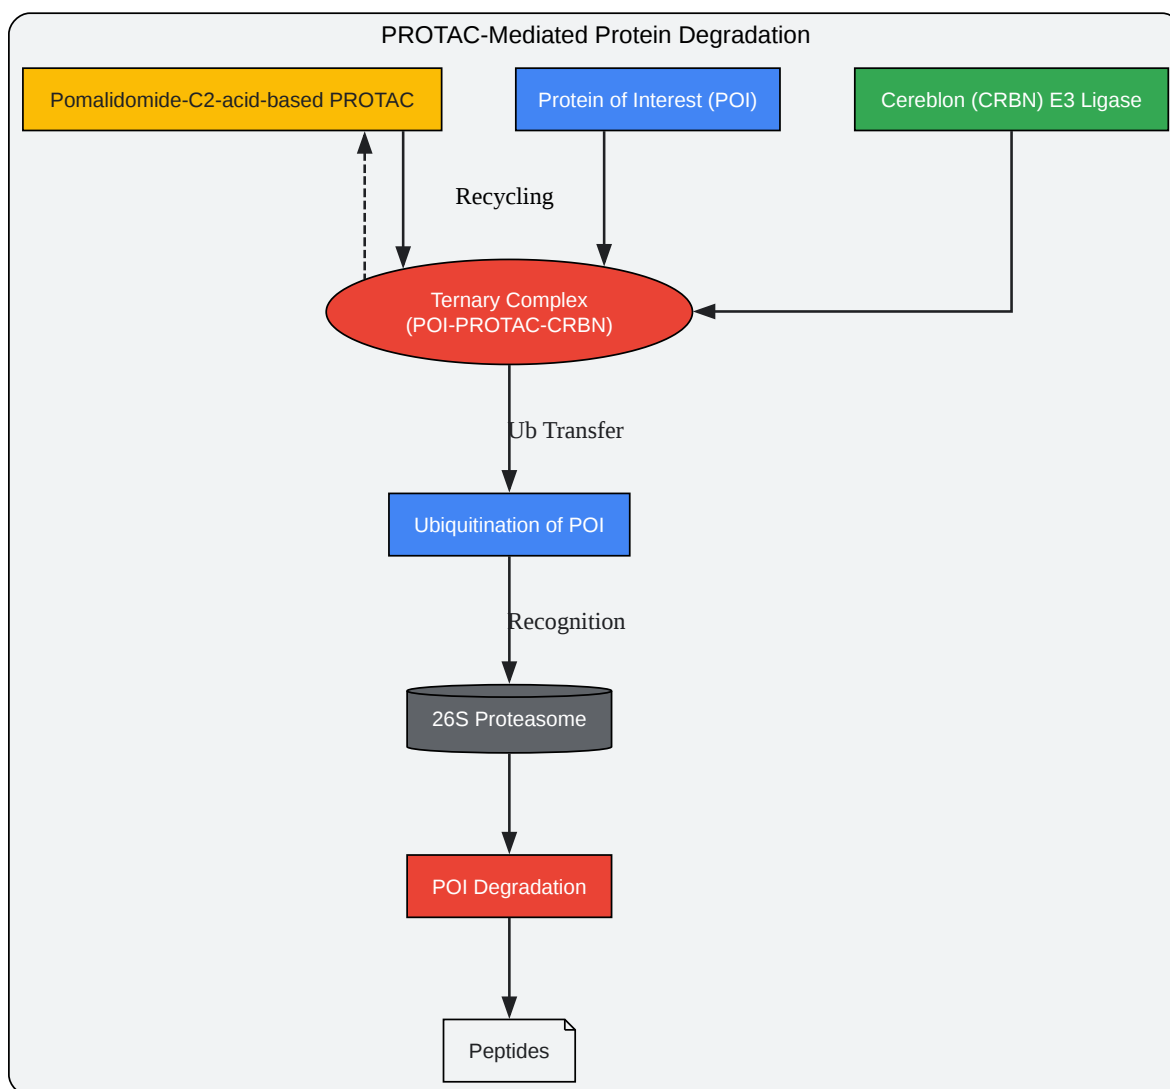 PROTAC-Mediated Protein Degradation
Pomalidomide-C2-acid-based PROTAC
Protein of Interest (POI)
Cereblon (CRBN) E3 Ligase
Recycling
Ternary Complex
(POI-PROTAC-CRBN)
Ub Transfer
Ubiquitination of POI
Recognition
26S Proteasome
POI Degradation
Peptides